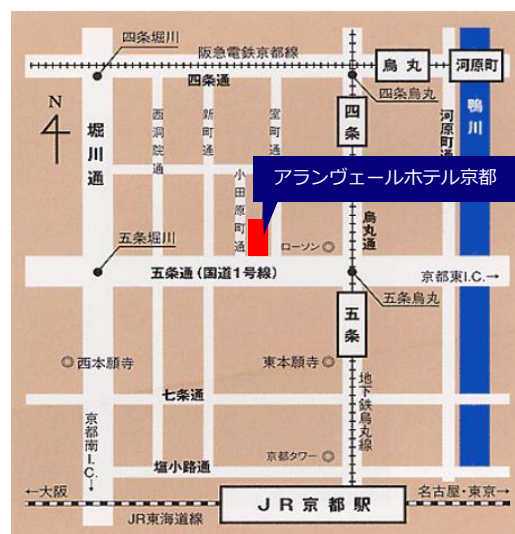 四条堀川
阪急電鉄京都線
烏丸
河原町
四条通
四条烏丸
N
堀川通
西洞院通
新町通
室町通
四条
河原町通
鴨川
小田原町通
アランヴェールホテル京都
烏丸通
五条堀川
ローソン
五条通（国道1号線）
京都東I.C.→
五条烏丸
五条
西本願寺
東本願寺
地下鉄烏丸線
七条通
京都南I.C.→
京都タワー
塩小路通
←大阪
JR京都駅
名古屋・東京→
JR東海道線